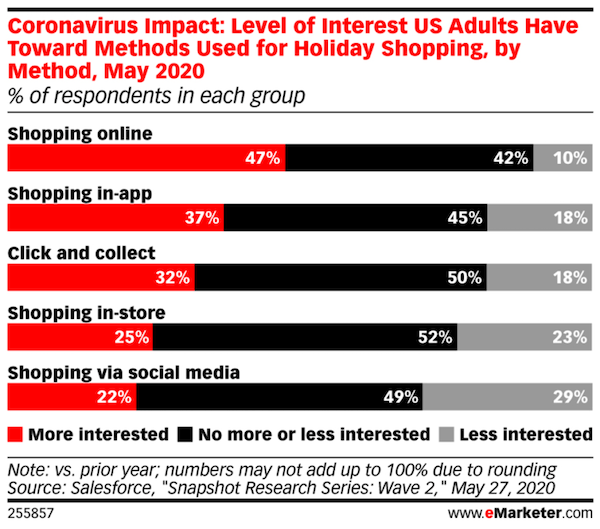 Coronavirus Impact: Level of Interest US Adults Have
Toward Methods Used for Holiday Shopping, by
Method, May 2020
% of respondents in each group
Shopping online
47% 42% 10%
Shopping in-app
37% 45% 18%
Click and collect
32% 50% 18%
Shopping in-store
25% 52% 23%
Shopping via social media
22% 49% 29%
More interested No more or less interested Less interested
Note: vs. prior year; numbers may not add up to 100% due to rounding
Source: Salesforce, "Snapshot Research Series: Wave 2," May 27, 2020
255857 www.eMarketer.com